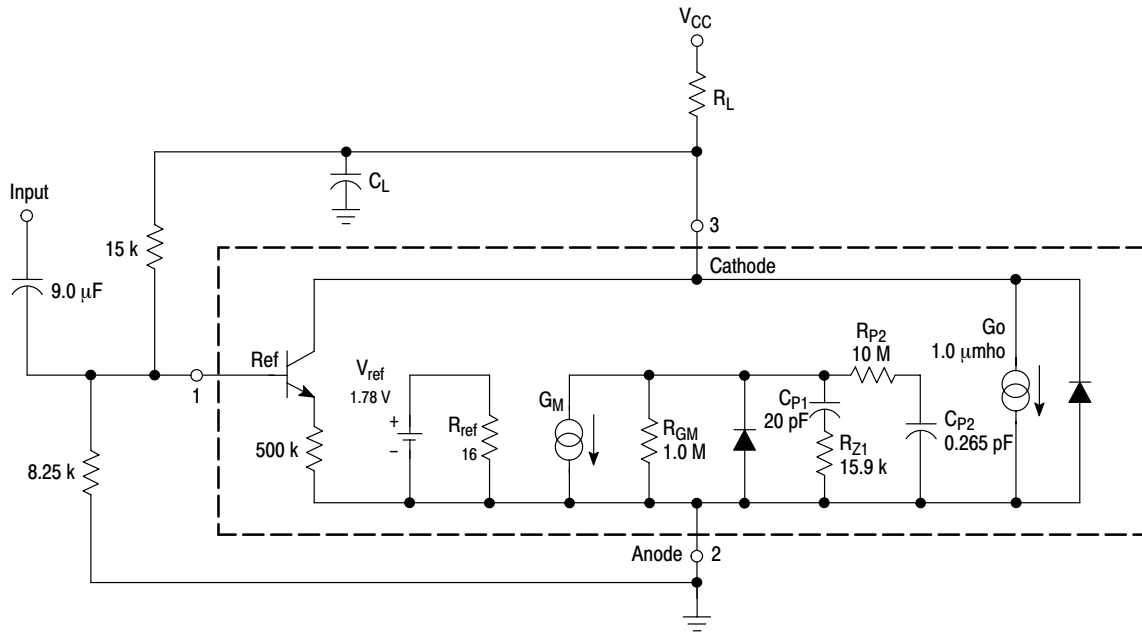 VCC
RL
CL
Input
15 k
3
Cathode
9.0 μF
Go
1.0 μmho
RP2
10 M
Ref
Vref
1.78 V
1
GM
CP1
20 pF
+
–
Rref
16
RGM
1.0 M
CP2
0.265 pF
500 k
RZ1
15.9 k
8.25 k
Anode
2